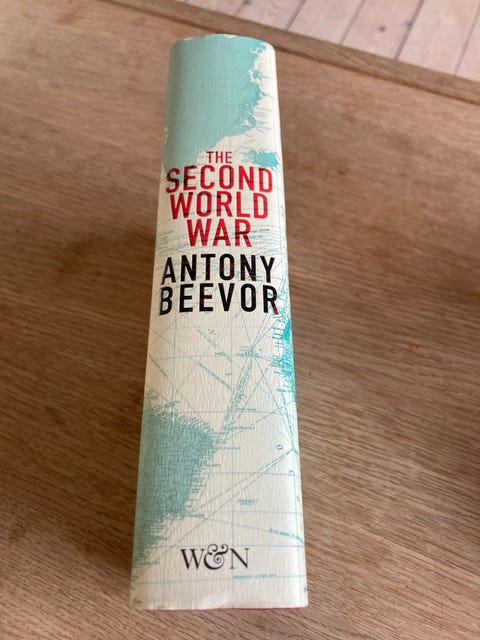 THE
SECOND
WORLD
WAR
ANTONY
BEEVOR
W&N